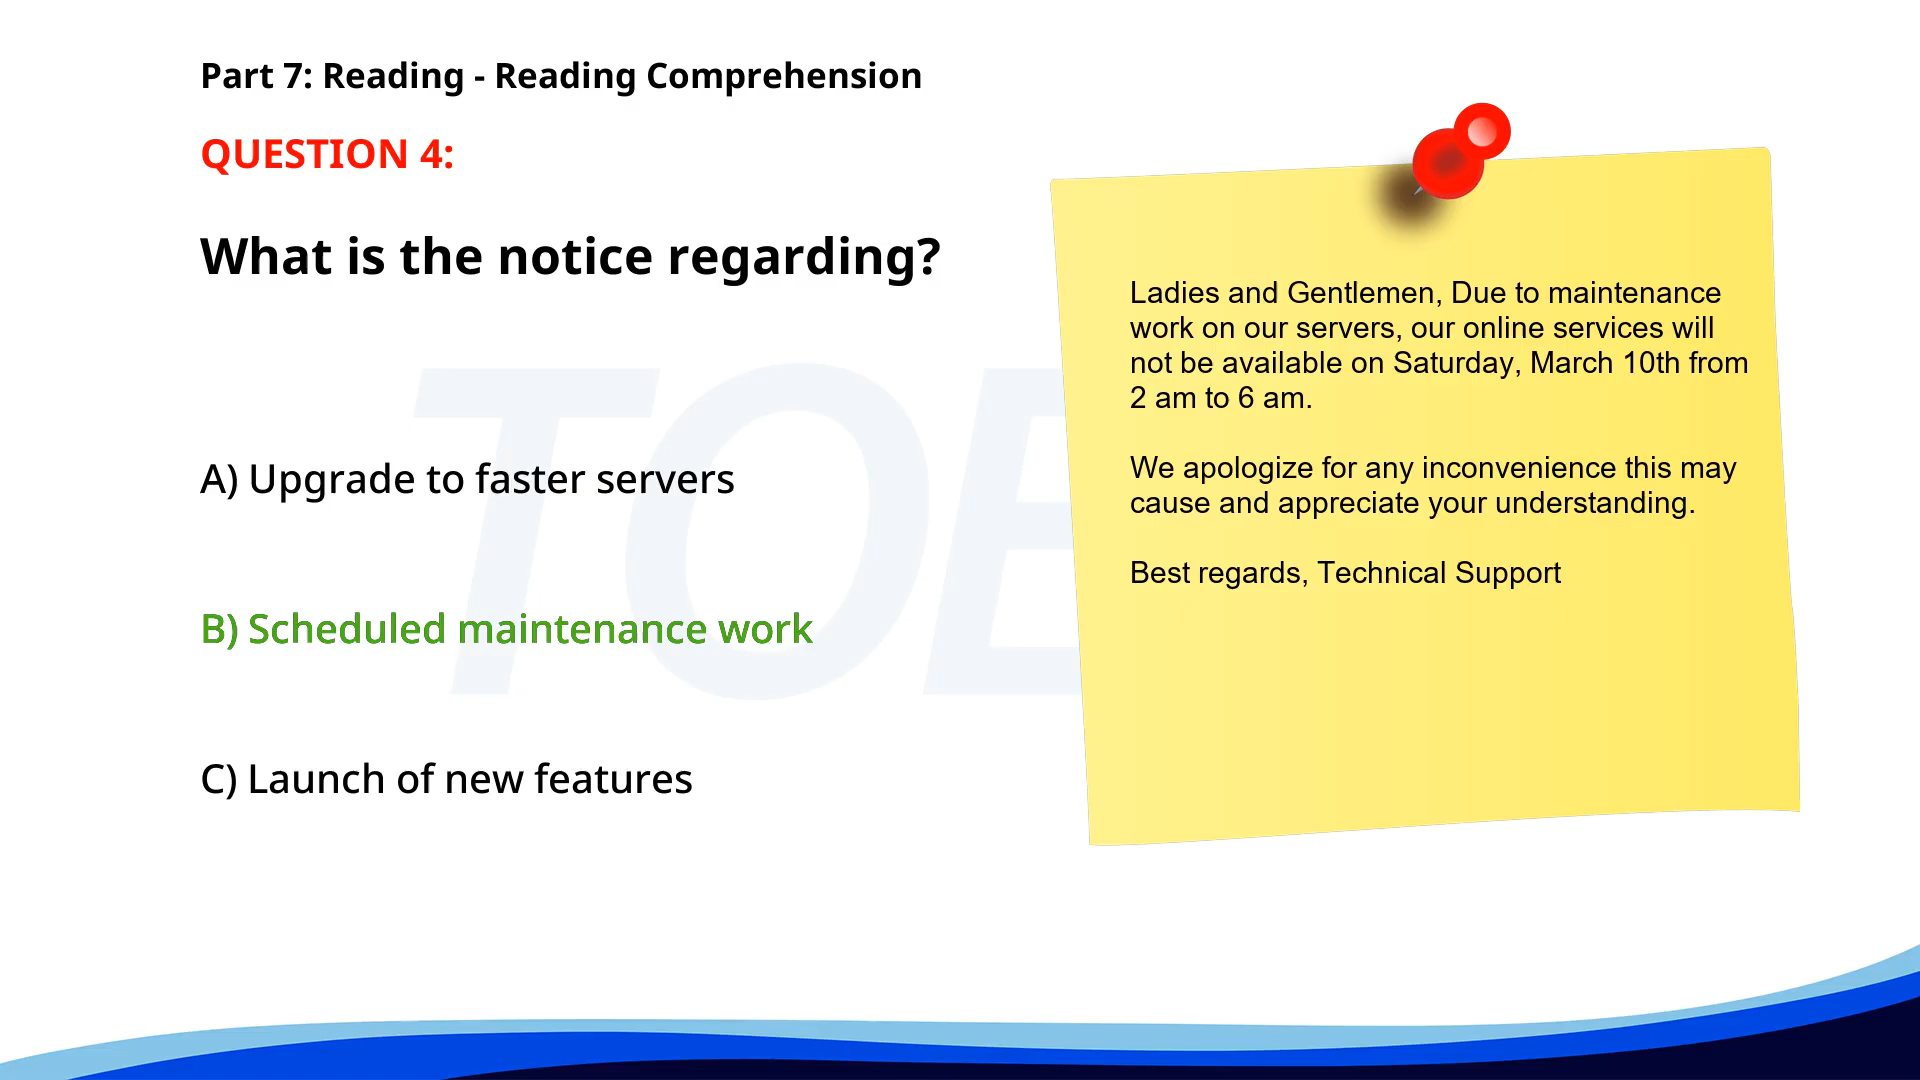 Part 7: Reading - Reading Comprehension
QUESTION 4:
What is the notice regarding?
A) Upgrade to faster servers
B) Scheduled maintenance work
C) Launch of new features
Ladies and Gentlemen, Due to maintenance
work on our servers, our online services will
not be available on Saturday, March 10th from
2 am to 6 am.
We apologize for any inconvenience this may
cause and appreciate your understanding.
Best regards, Technical Support
TOE